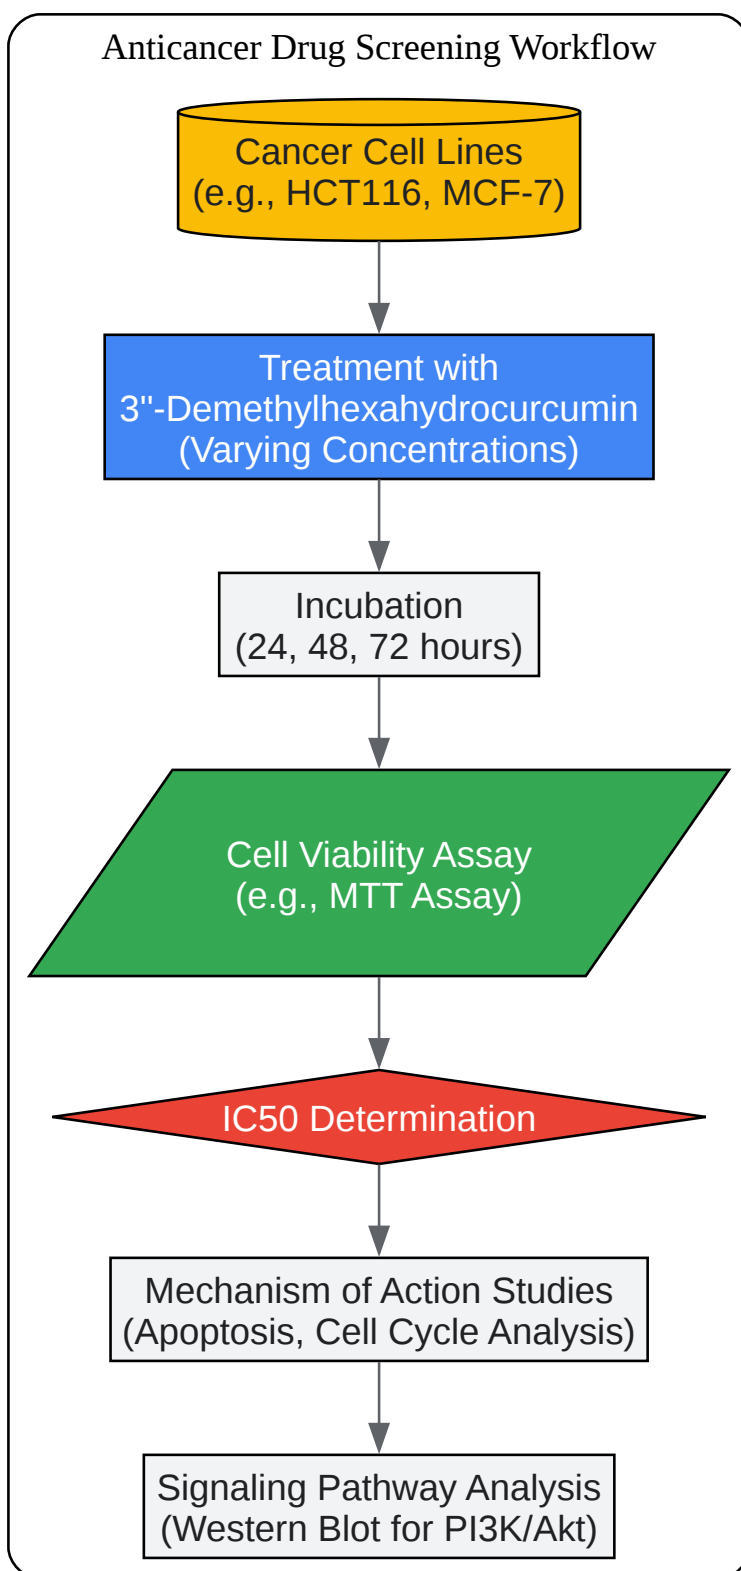 Anticancer Drug Screening Workflow
Cancer Cell Lines
(e.g., HCT116, MCF-7)
Treatment with
3''-Demethylhexahydrocurcumin
(Varying Concentrations)
Incubation
(24, 48, 72 hours)
Cell Viability Assay
(e.g., MTT Assay)
IC50 Determination
Mechanism of Action Studies
(Apoptosis, Cell Cycle Analysis)
Signaling Pathway Analysis
(Western Blot for PI3K/Akt)